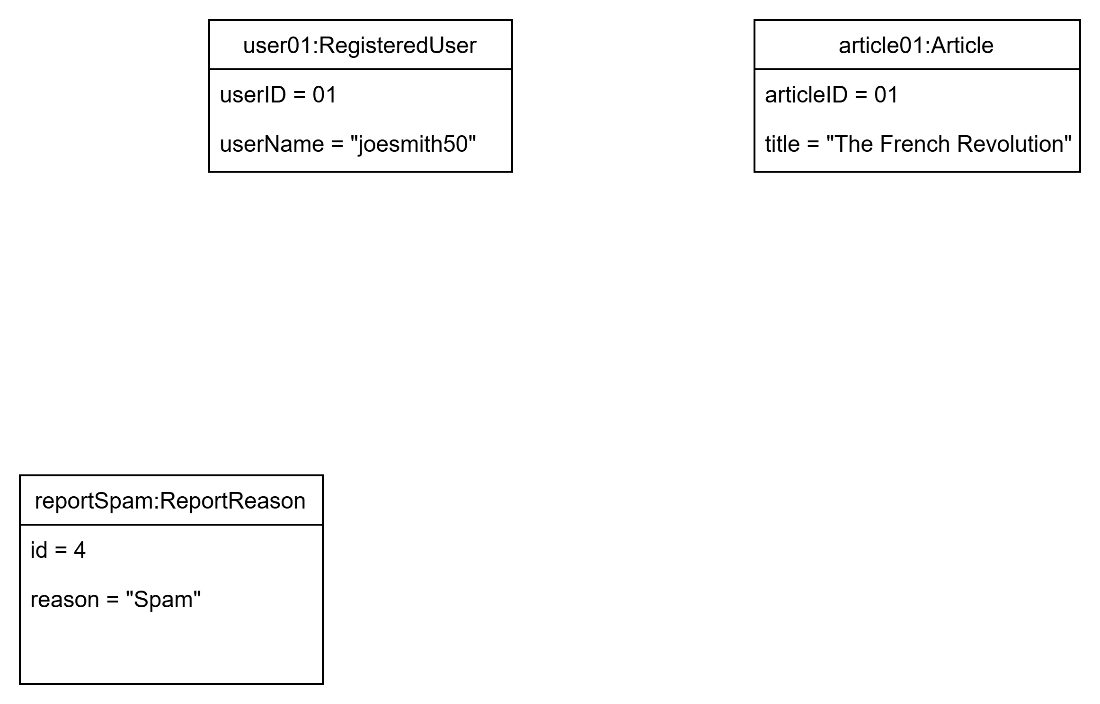 user01:RegisteredUser
userID = 01
userName = "joesmith50"
article01:Article
articleID = 01
title = "The French Revolution"
reportSpam:ReportReason
id = 4
reason = "Spam"